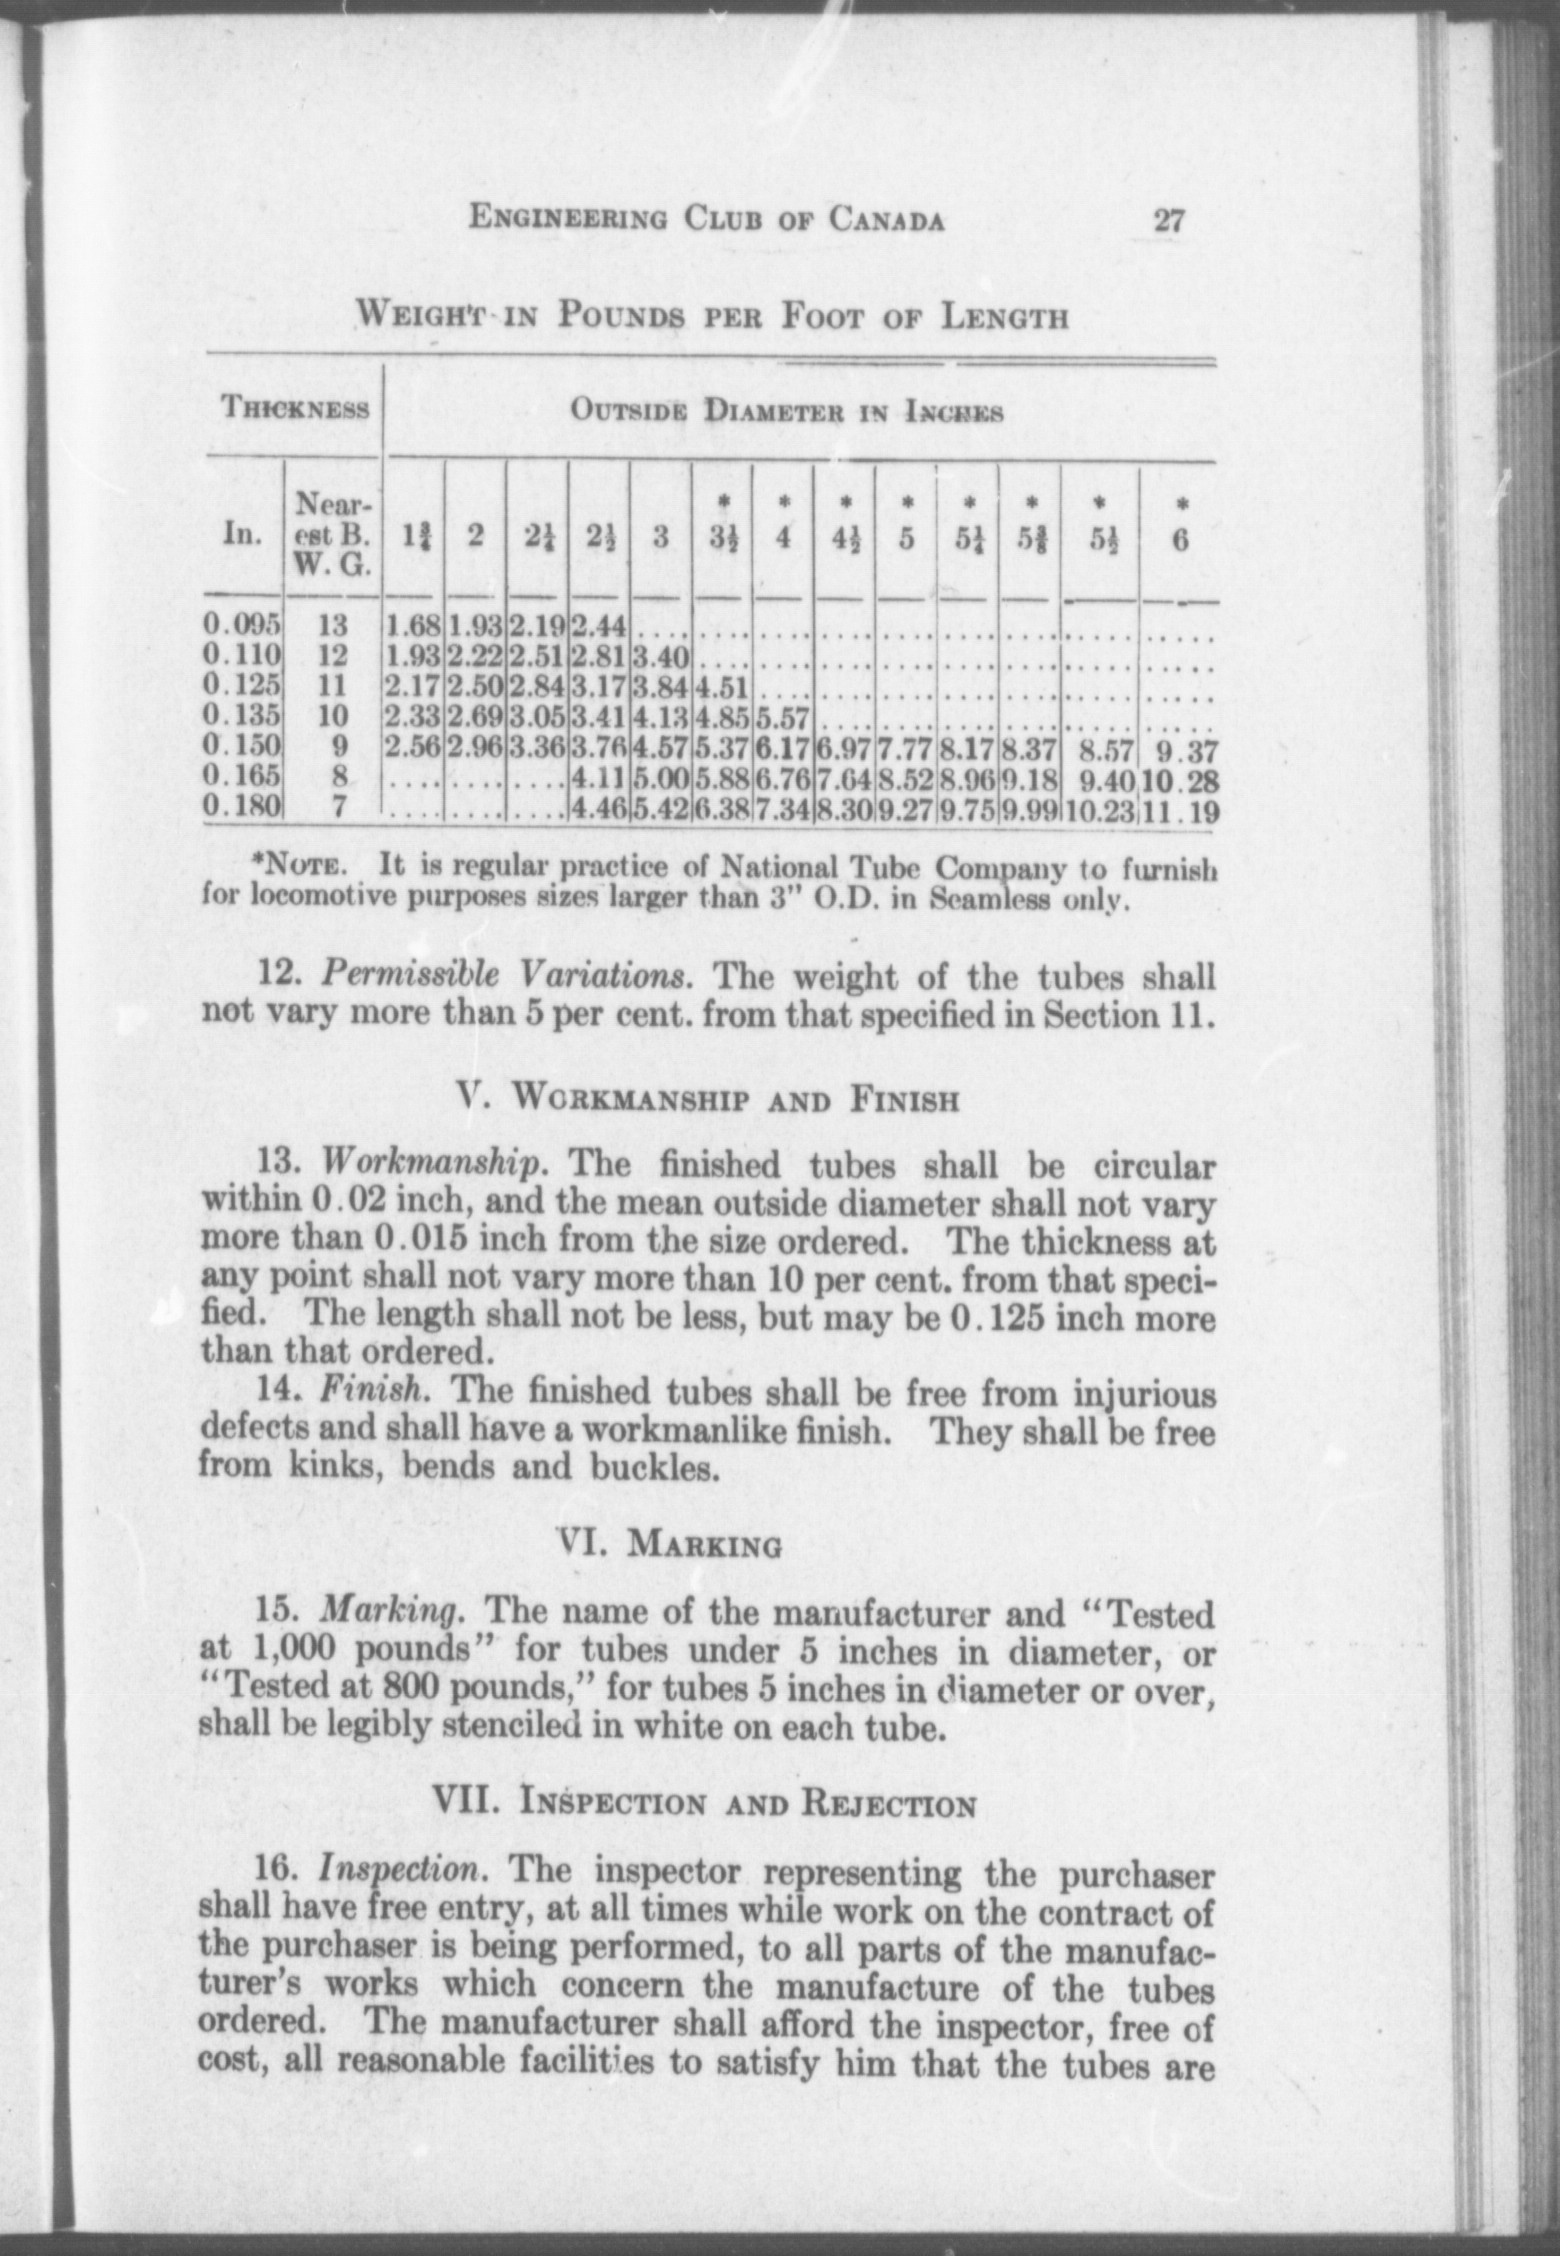 ENGINEERING CLUB OF CANADA 27
WEIGHT IN POUNDS PER FOOT OF LENGTH
THICKNESS OUTSIDE DIAMETER IN INCHES
* * * * * * * *
In. Near-est B. W. G. 1¾ 2 2¼ 2½ 3 3½ 4 4½ 5 5¼ 5⅜ 5½ 6
0.095 13 1.68 1.93 2.19 2.44 .... .... .... .... .... .... .... ..... .....
0.110 12 1.93 2.22 2.51 2.81 3.40 .... .... .... .... .... .... ..... .....
0.125 11 2.17 2.50 2.84 3.17 3.84 4.51 .... .... .... .... .... ..... .....
0.135 10 2.33 2.69 3.05 3.41 4.13 4.85 5.57 .... .... .... .... ..... .....
0.150 9 2.56 2.96 3.36 3.76 4.57 5.37 6.17 6.97 7.77 8.17 8.37 8.57 9.37
0.165 8 .... .... .... 4.11 5.00 5.88 6.76 7.64 8.52 8.96 9.18 9.40 10.28
0.180 7 .... .... .... 4.46 5.42 6.38 7.34 8.30 9.27 9.75 9.99 10.23 11.19
*NOTE. It is regular practice of National Tube Company to furnish
for locomotive purposes sizes larger than 3" O.D. in Seamless only.
12. Permissible Variations. The weight of the tubes shall
not vary more than 5 per cent. from that specified in Section 11.
V. WORKMANSHIP AND FINISH
13. Workmanship. The finished tubes shall be circular
within 0.02 inch, and the mean outside diameter shall not vary
more than 0.015 inch from the size ordered. The thickness at
any point shall not vary more than 10 per cent. from that speci-
fied. The length shall not be less, but may be 0.125 inch more
than that ordered.
14. Finish. The finished tubes shall be free from injurious
defects and shall have a workmanlike finish. They shall be free
from kinks, bends and buckles.
VI. MARKING
15. Marking. The name of the manufacturer and "Tested
at 1,000 pounds" for tubes under 5 inches in diameter, or
"Tested at 800 pounds," for tubes 5 inches in diameter or over,
shall be legibly stenciled in white on each tube.
VII. INSPECTION AND REJECTION
16. Inspection. The inspector representing the purchaser
shall have free entry, at all times while work on the contract of
the purchaser is being performed, to all parts of the manufac-
turer's works which concern the manufacture of the tubes
ordered. The manufacturer shall afford the inspector, free of
cost, all reasonable facilities to satisfy him that the tubes are